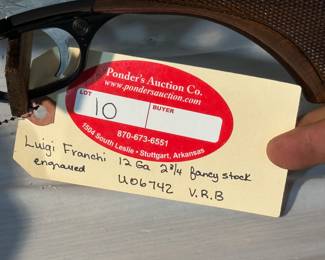 Ponder's Auction Co.
www.pondersauction.com
LOT
BUYER
10
870-673-6551
1504 South Leslie • Stuttgart, Arkansas
Luigi Franchi 12 Ga 2 3/4 fancy stock
engraved U06742 V.R.B